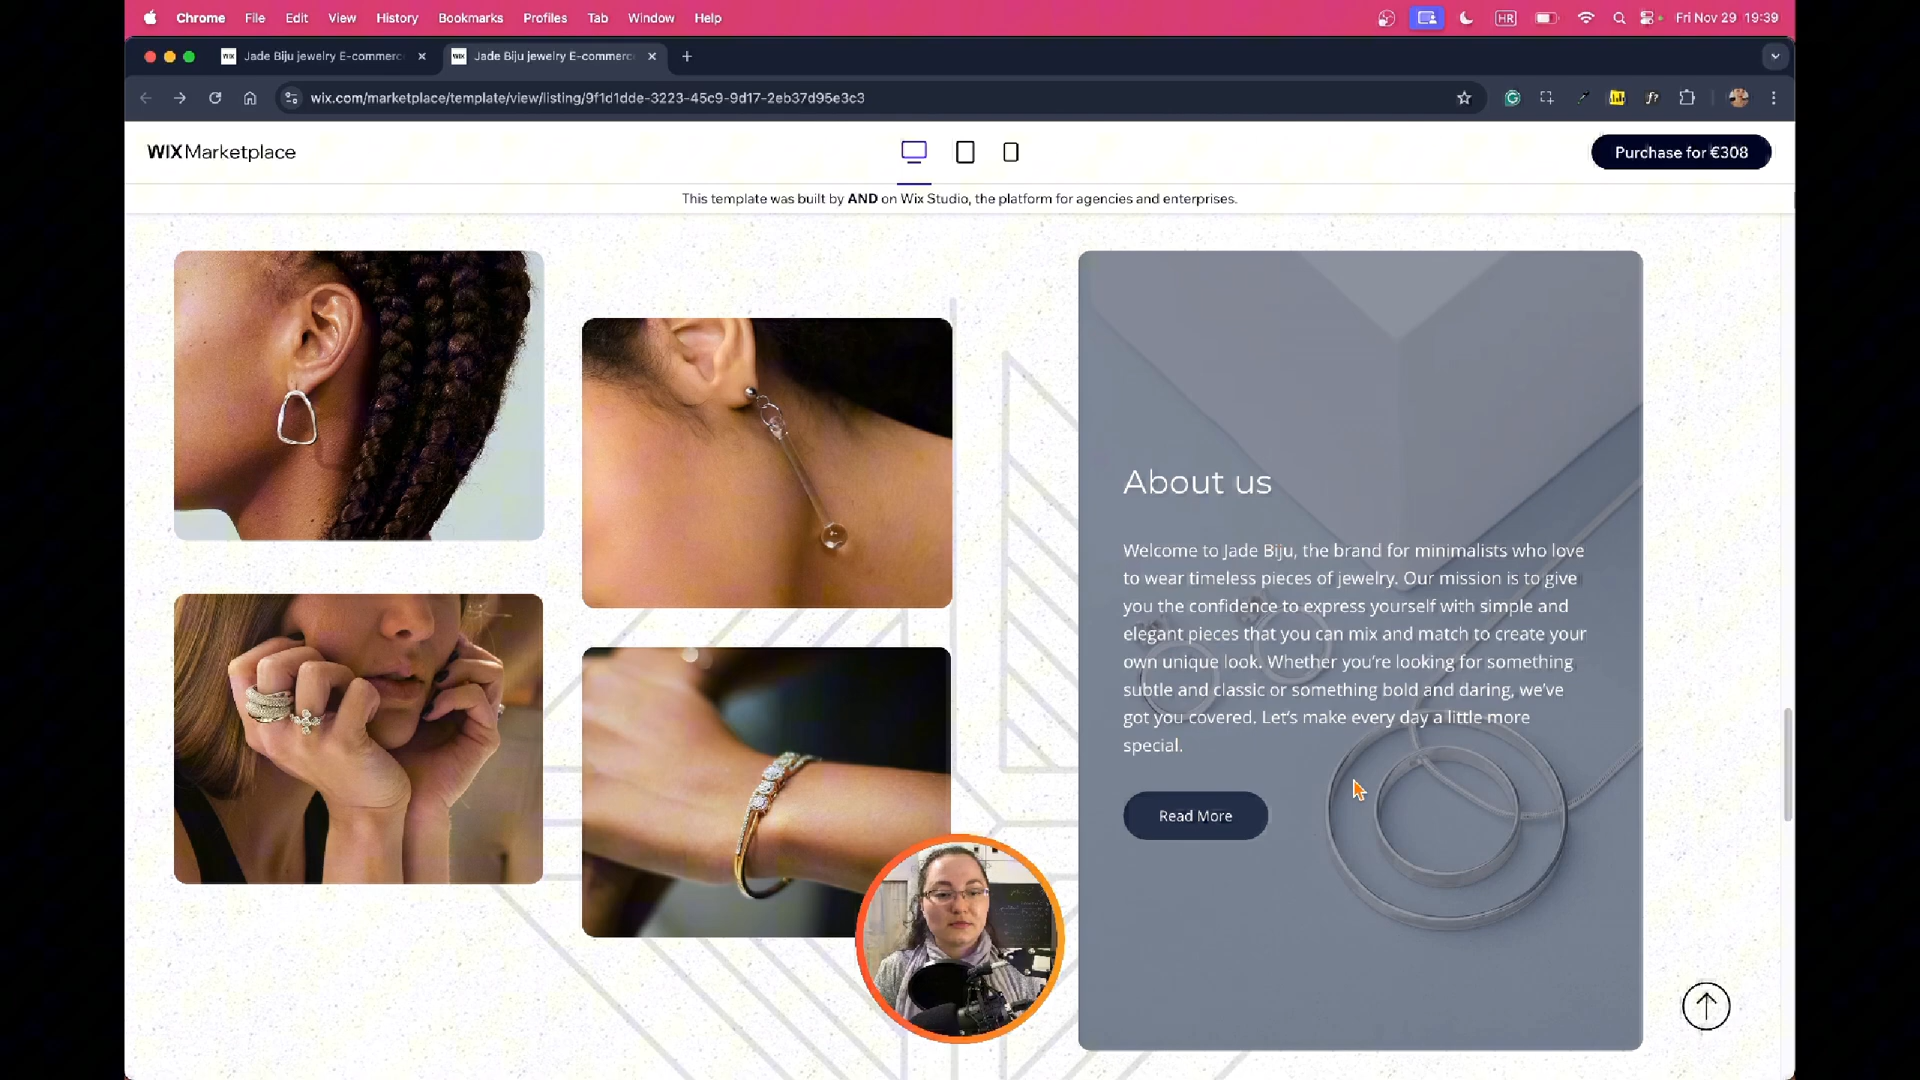 Chrome File Edit View History Bookmarks Profiles Tab Window Help
HR
Fri Nov 29 19:39
WIX
Jade Biju jewelry E-commerc
WIX
Jade Biju jewelry E-commerc
wix.com/marketplace/template/view/listing/9f1d1dde-3223-45c9-9d17-2eb37d95e3c3
f?
WIX Marketplace
Purchase for €308
This template was built by AND on Wix Studio, the platform for agencies and enterprises.
About us
Welcome to Jade Biju, the brand for minimalists who love
to wear timeless pieces of jewelry. Our mission is to give
you the confidence to express yourself with simple and
elegant pieces that you can mix and match to create your
own unique look. Whether you’re looking for something
subtle and classic or something bold and daring, we’ve
got you covered. Let’s make every day a little more
special.
Read More